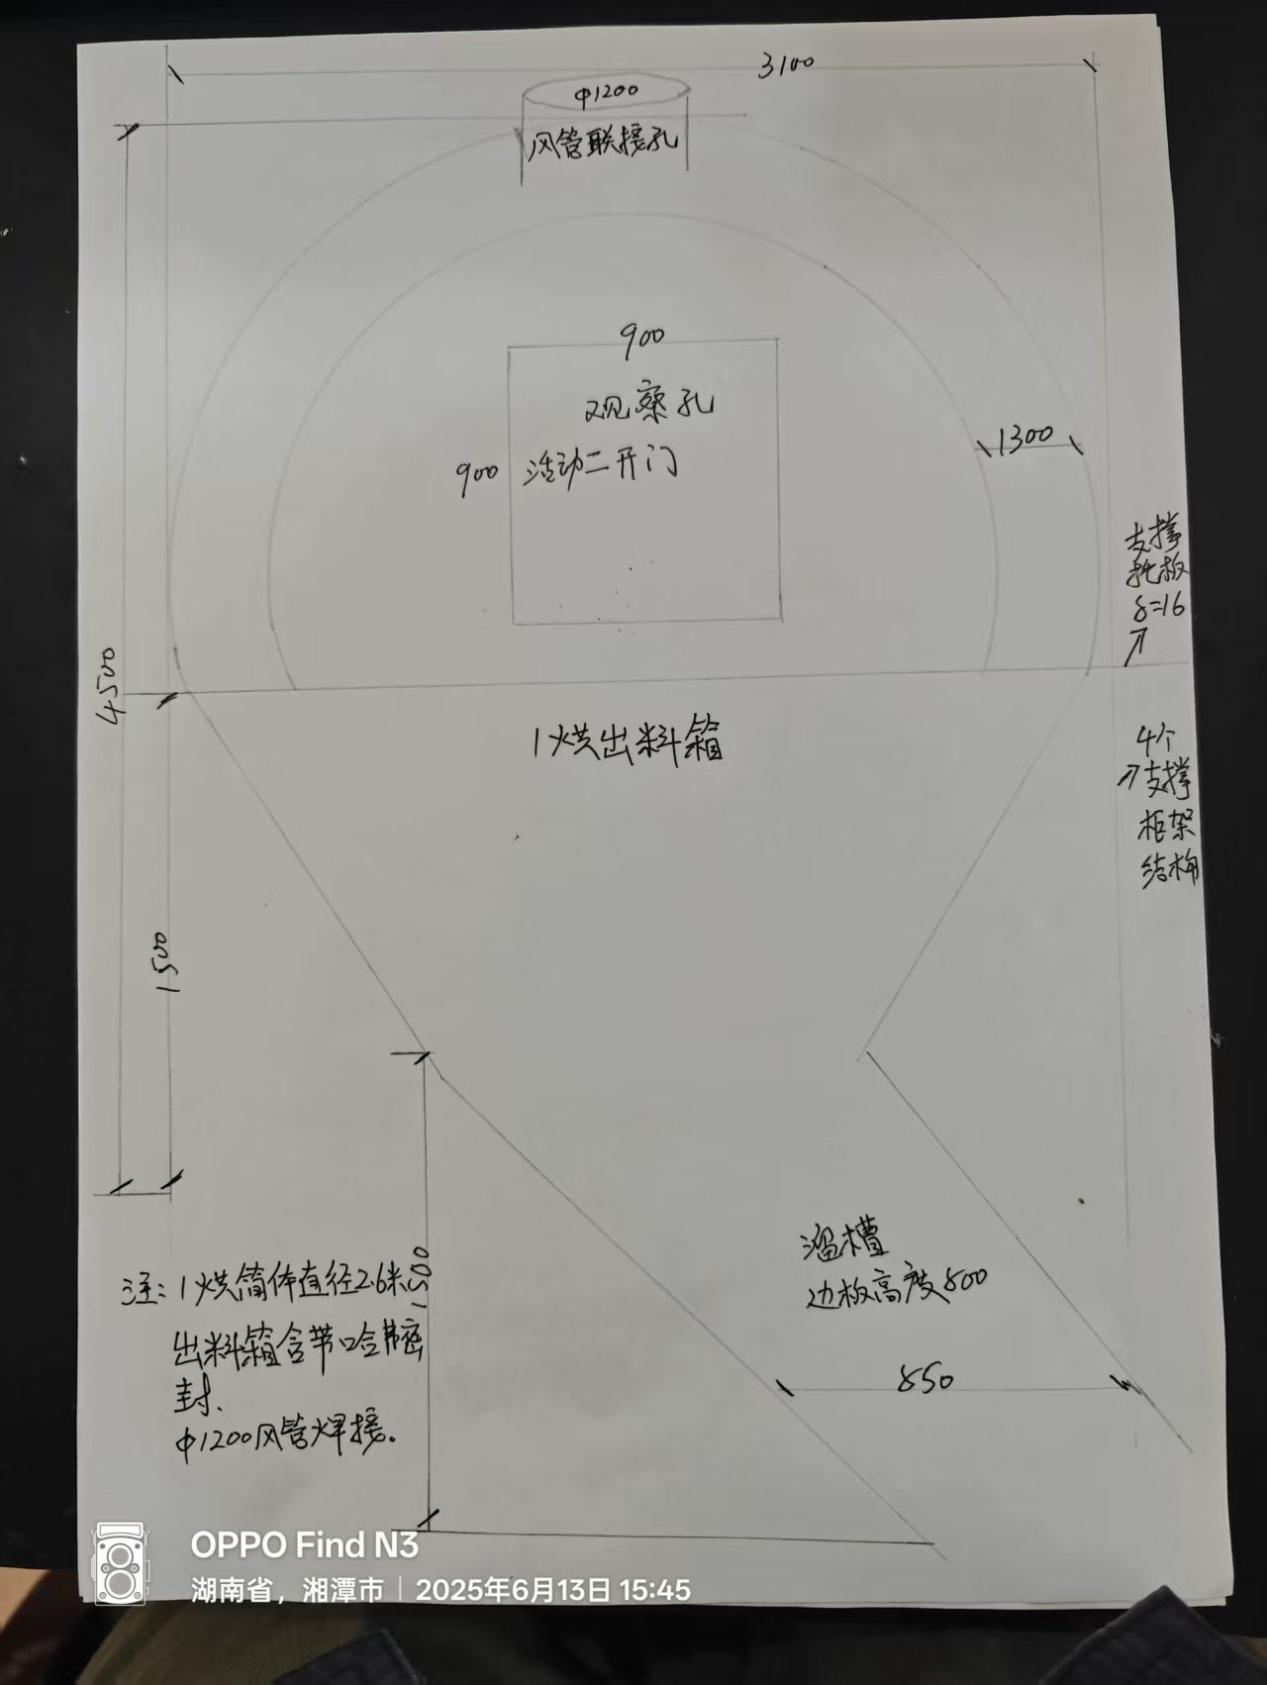 3100
φ1200
风管联接孔
900
观察孔
900
活动二开门
1300
支撑
托板
δ=16
4500
1烘出料箱
4个
支撑
框架
结构
1500
1500
溜槽
边板高度500
850
注：1烘筒体直径2.6米
出料箱含带哈蒂密
封、
φ1200风管焊接。
OPPO Find N3
湖南省，湘潭市｜2025年6月13日 15:45